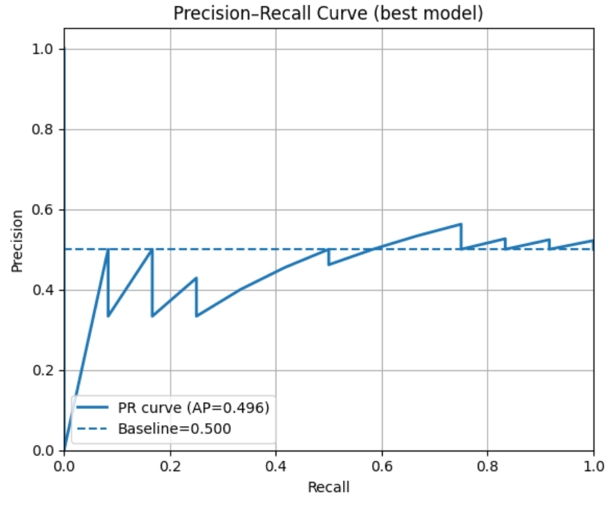 Precision–Recall Curve (best model)
Precision
1.0
0.8
0.6
0.4
0.2
0.0
PR curve (AP=0.496)
Baseline=0.500
0.0 0.2 0.4 0.6 0.8 1.0
Recall